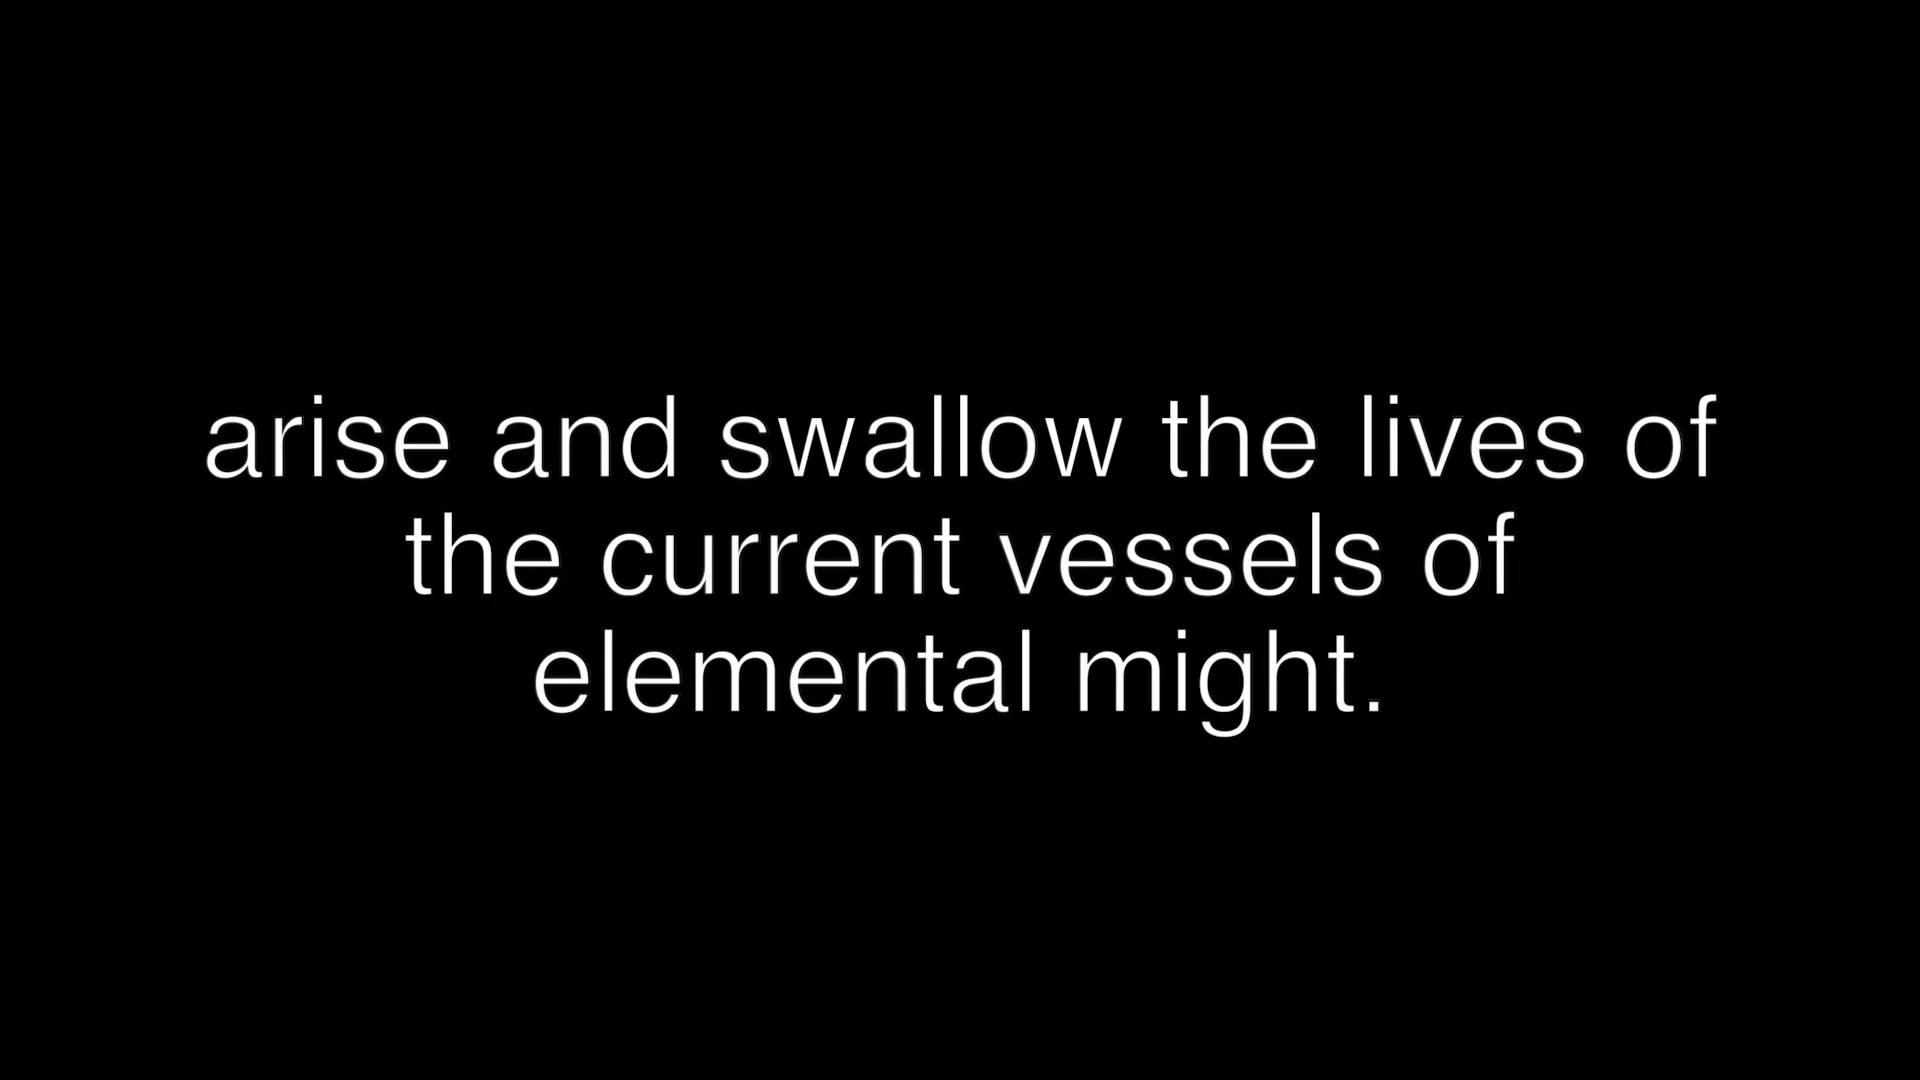 arise and swallow the lives of
the current vessels of
elemental might.